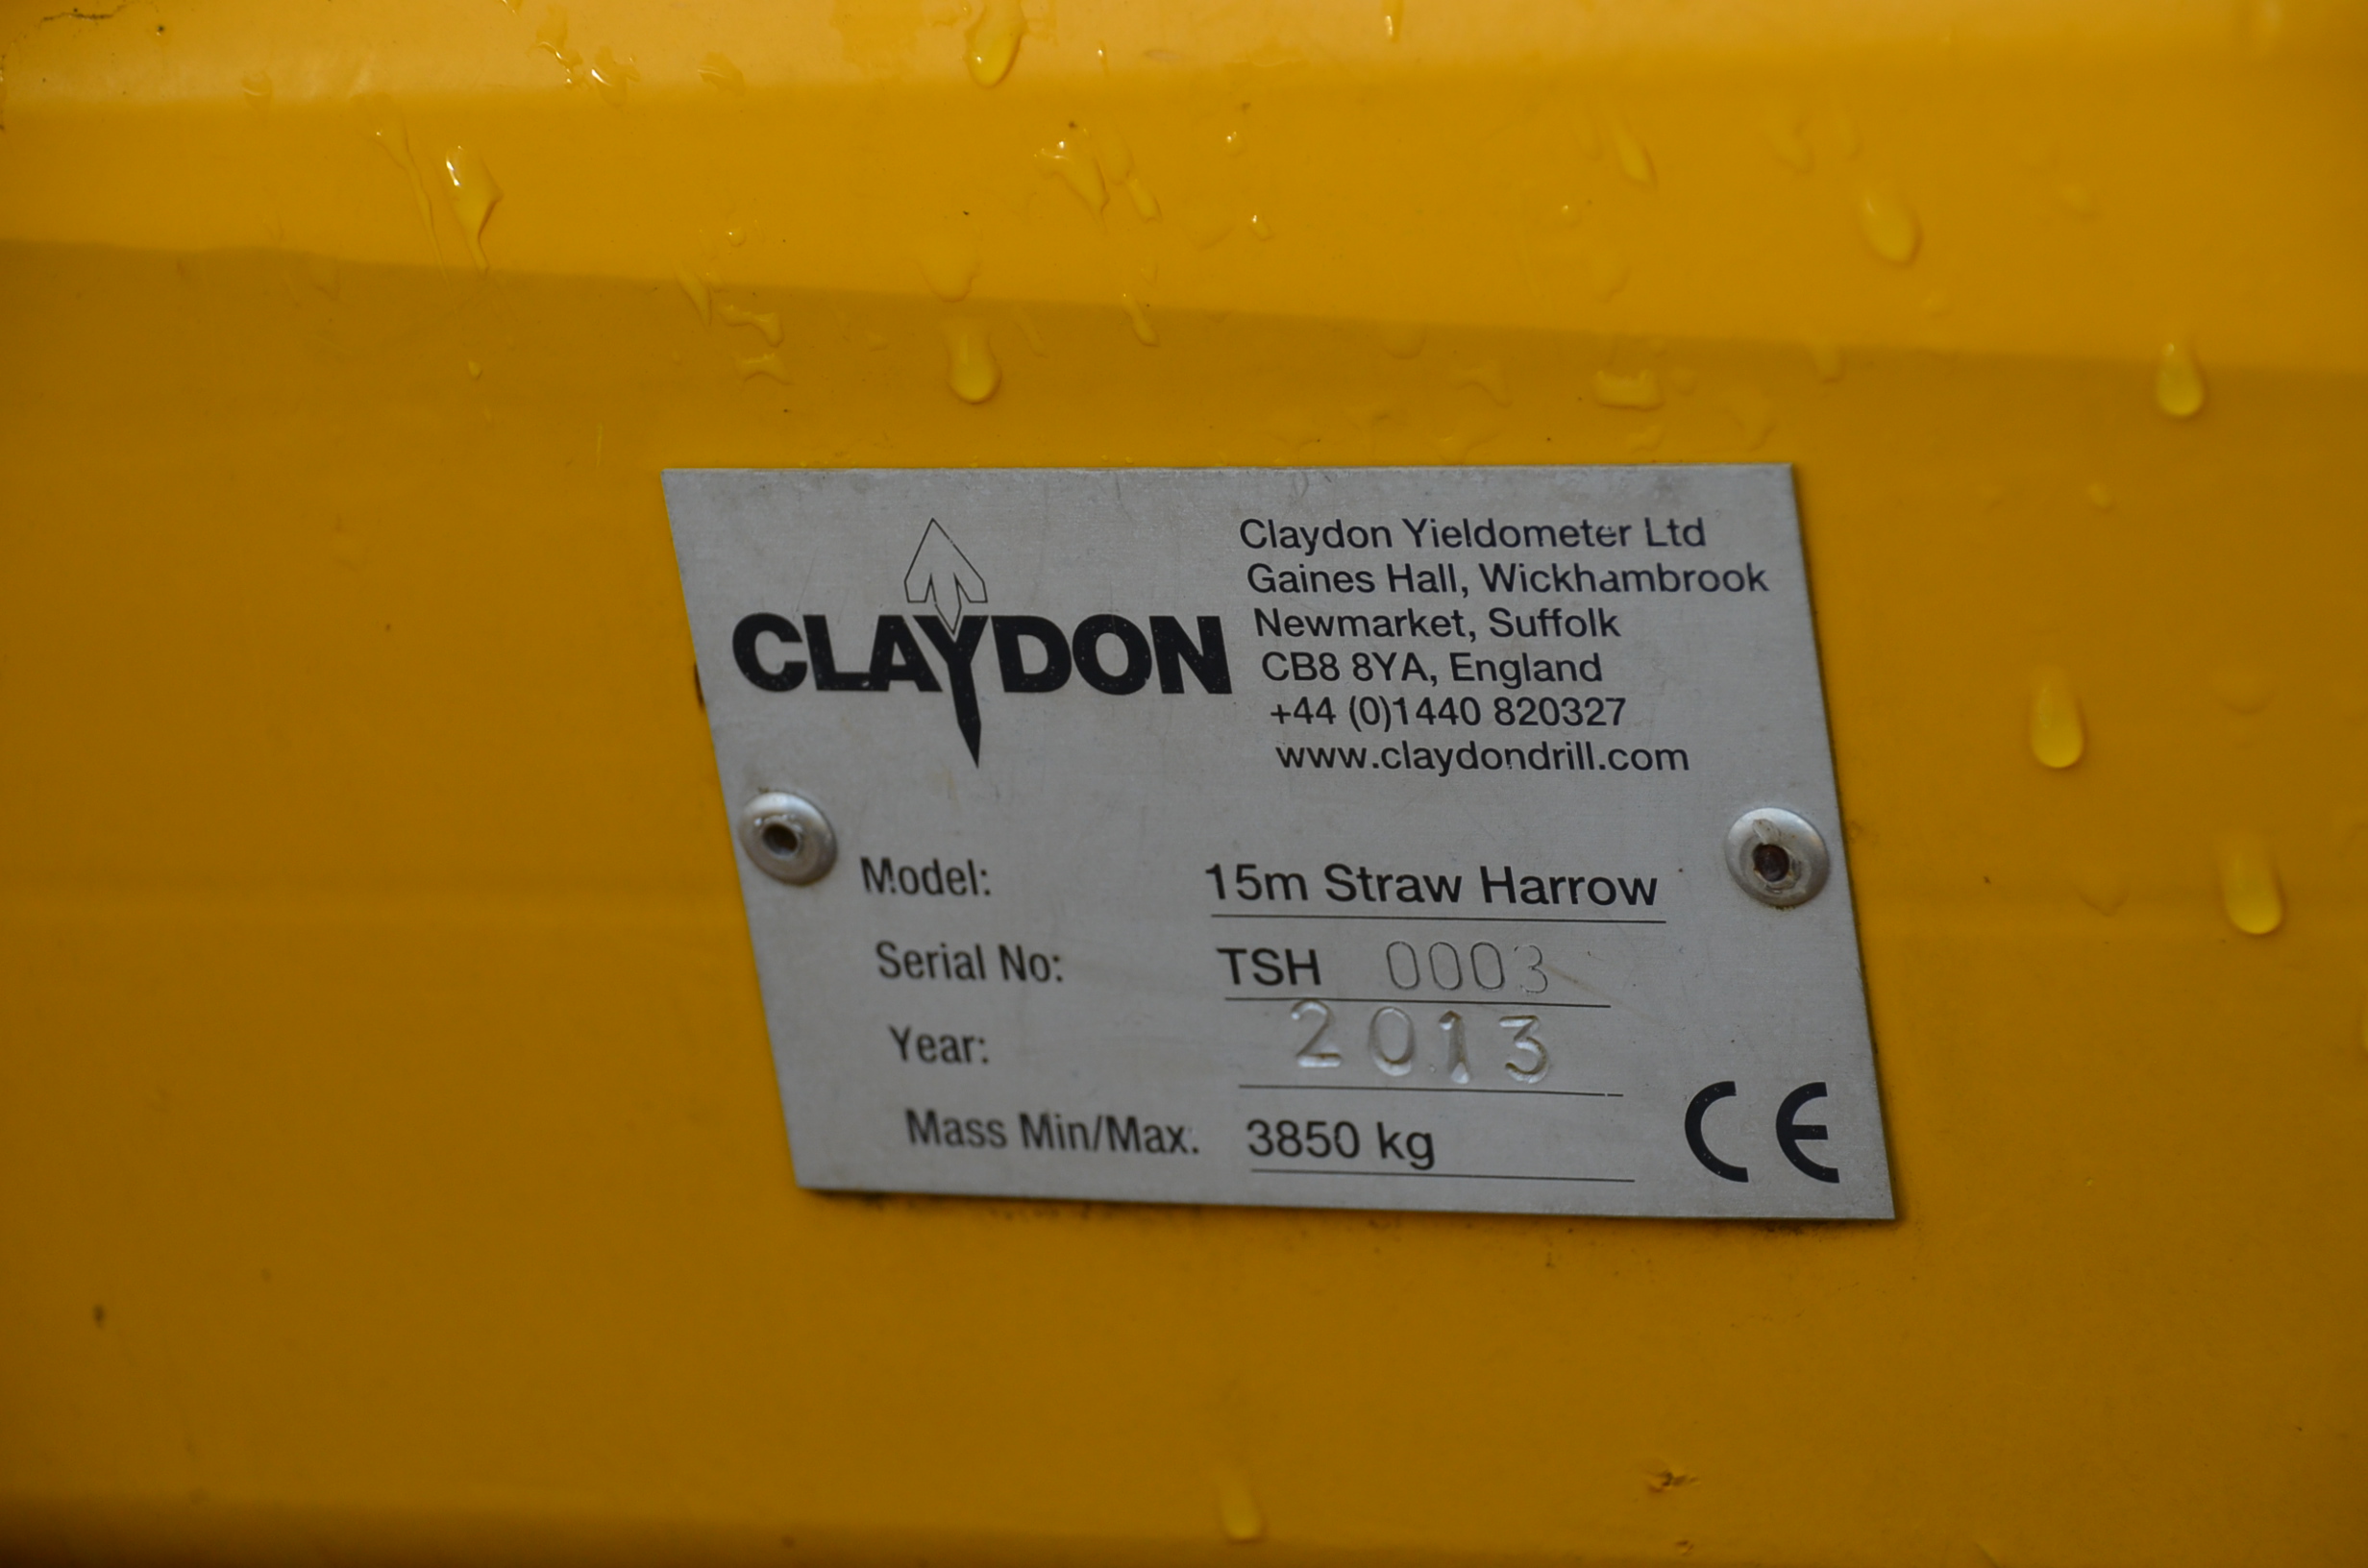 CLAYDON
Claydon Yieldometer Ltd
Gaines Hall, Wickhambrook
Newmarket, Suffolk
CB8 8YA, England
+44 (0)1440 820327
www.claydondrill.com
Model: 15m Straw Harrow
Serial No: TSH 0003
Year: 2013
Mass Min/Max. 3850 kg
CE